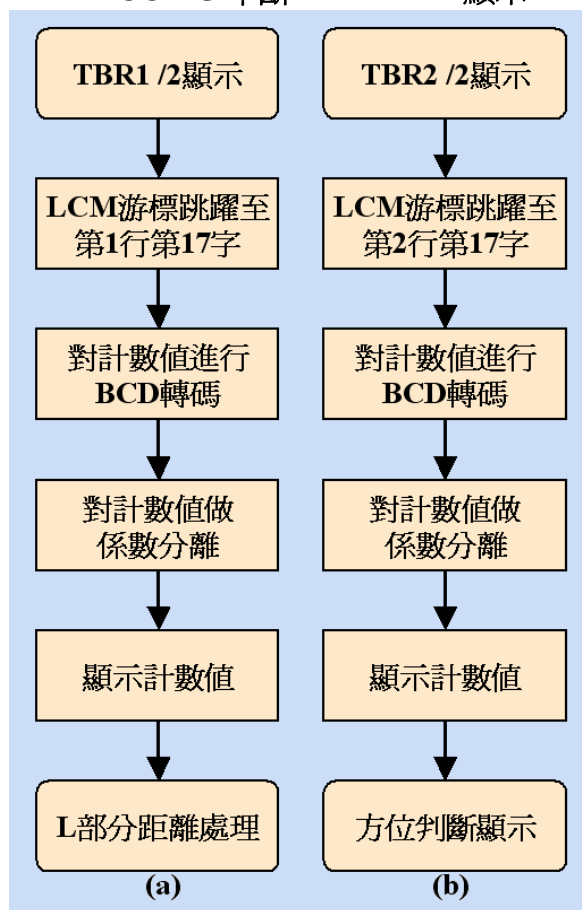 TBR1 /2顯示
LCM游標跳躍至
第1行第17字
對計數值進行
BCD轉碼
對計數值做
係數分離
顯示計數值
L部分距離處理
(a)
TBR2 /2顯示
LCM游標跳躍至
第2行第17字
對計數值進行
BCD轉碼
對計數值做
係數分離
顯示計數值
方位判斷顯示
(b)